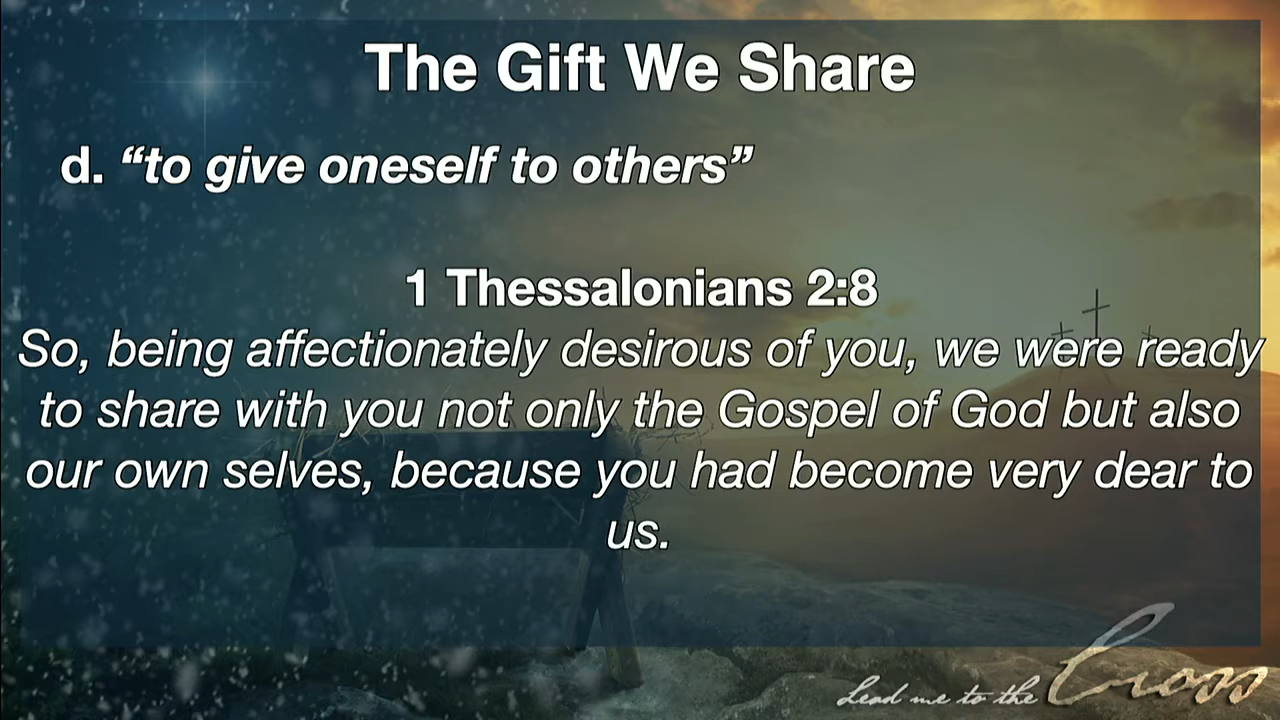 The Gift We Share
d. “to give oneself to others”
1 Thessalonians 2:8
So, being affectionately desirous of you, we were ready
to share with you not only the Gospel of God but also
our own selves, because you had become very dear to
us.
Lead me to the Cross